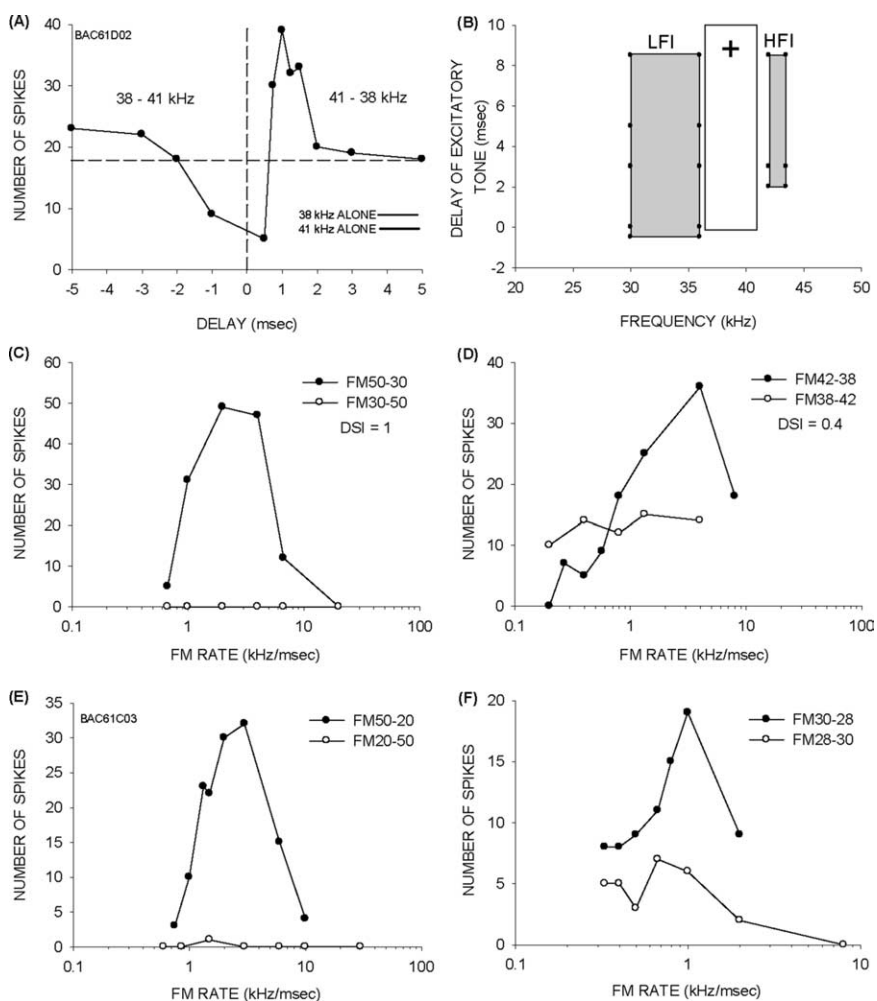 (A)
BAC61D02
NUMBER OF SPIKES
40
30
20
10
0
38 - 41 kHz
41 - 38 kHz
38 kHz ALONE
41 kHz ALONE
-5 -4 -3 -2 -1 0 1 2 3 4 5
DELAY (msec)
(B)
DELAY OF EXCITATORY
TONE (msec)
10
8
6
4
2
0
-2
LFI
+
HFI
20 25 30 35 40 45 50
FREQUENCY (kHz)
(C)
NUMBER OF SPIKES
60
50
40
30
20
10
0
FM50-30
FM30-50
DSI = 1
0.1 1 10 100
FM RATE (kHz/msec)
(D)
NUMBER OF SPIKES
40
30
20
10
0
FM42-38
FM38-42
DSI = 0.4
0.1 1 10 100
FM RATE (kHz/msec)
(E)
BAC61C03
NUMBER OF SPIKES
35
30
25
20
15
10
5
0
FM50-20
FM20-50
0.1 1 10 100
FM RATE (kHz/msec)
(F)
NUMBER OF SPIKES
20
15
10
5
0
FM30-28
FM28-30
0.1 1 10
FM RATE (kHz/msec)